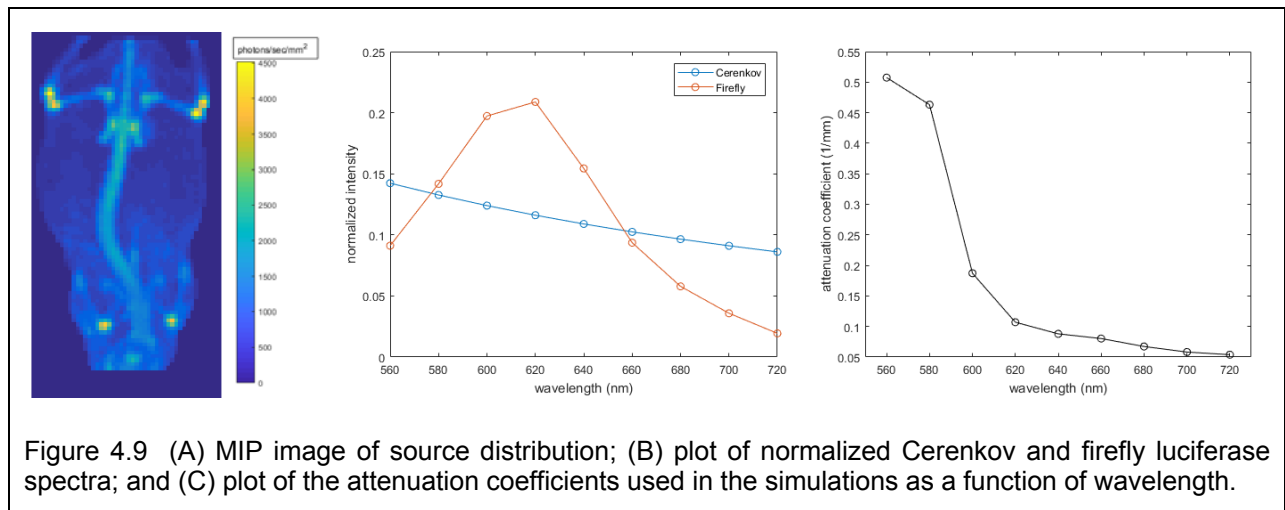 photons/sec/mm²
4500
4000
3500
3000
2500
2000
1500
1000
500
0
0.25
0.2
0.15
0.1
0.05
0
normalized intensity
Cerenkov
Firefly
560 580 600 620 640 660 680 700 720
wavelength (nm)
0.55
0.5
0.45
0.4
0.35
0.3
0.25
0.2
0.15
0.1
0.05
attenuation coefficient (1/mm)
560 580 600 620 640 660 680 700 720
wavelength (nm)
Figure 4.9 (A) MIP image of source distribution; (B) plot of normalized Cerenkov and firefly luciferase
spectra; and (C) plot of the attenuation coefficients used in the simulations as a function of wavelength.